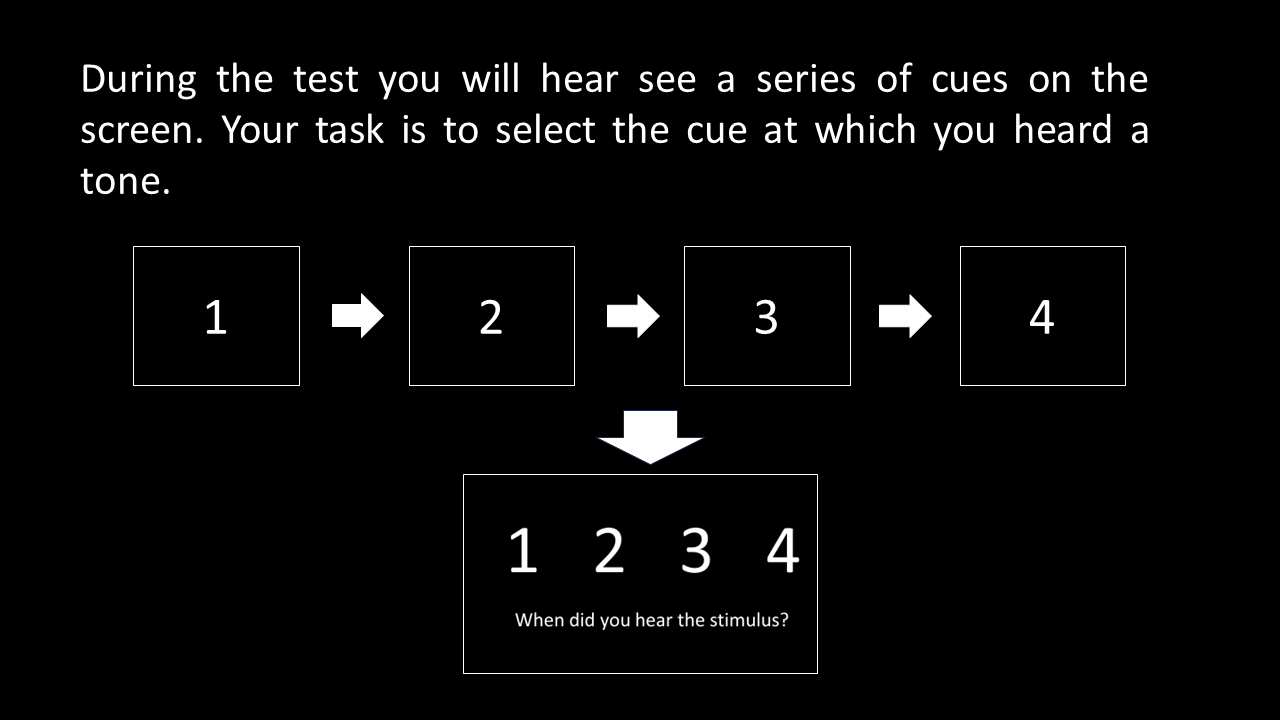 During the test you will hear see a series of cues on the
screen. Your task is to select the cue at which you heard a
tone.
1 2 3 4
1 2 3 4
When did you hear the stimulus?